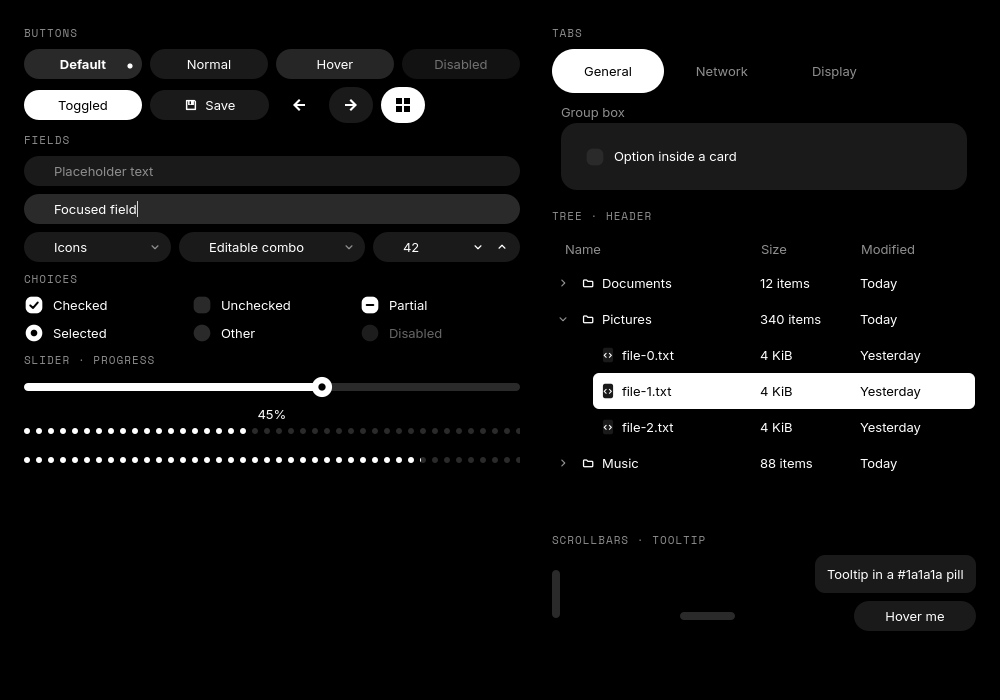 BUTTONS
Default
Normal
Hover
Disabled
Toggled
Save
FIELDS
Placeholder text
Focused field
Icons
Editable combo
42
CHOICES
Checked
Unchecked
Partial
Selected
Other
Disabled
SLIDER · PROGRESS
45%
TABS
General
Network
Display
Group box
Option inside a card
TREE · HEADER
Name Size Modified
Documents 12 items Today
Pictures 340 items Today
file-0.txt 4 KiB Yesterday
file-1.txt 4 KiB Yesterday
file-2.txt 4 KiB Yesterday
Music 88 items Today
SCROLLBARS · TOOLTIP
Tooltip in a #1a1a1a pill
Hover me